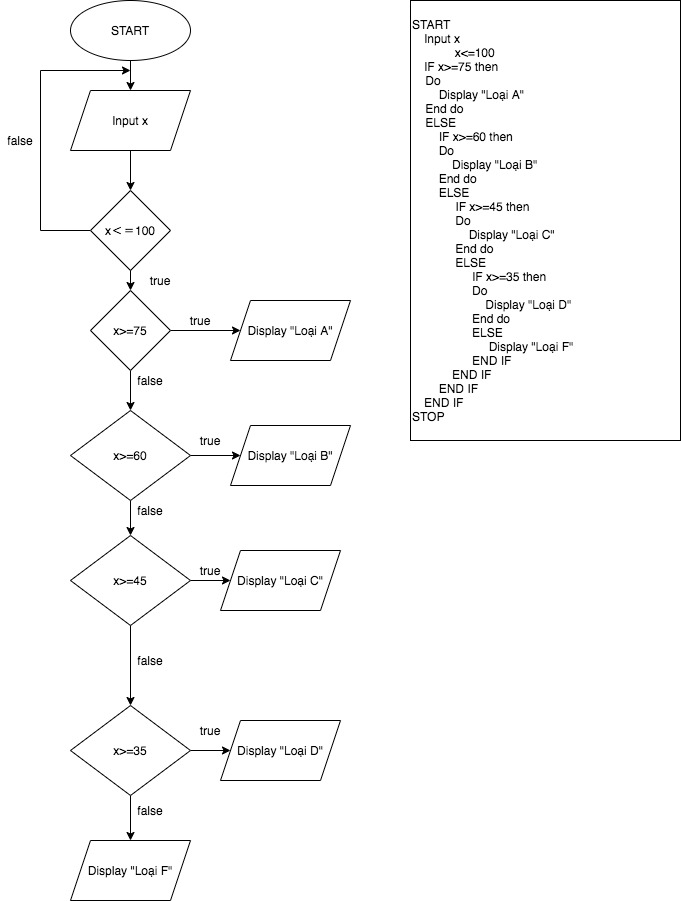 START
Input x
false
x<=100
true
x>=75
true
Display "Loại A"
false
x>=60
true
Display "Loại B"
false
x>=45
true
Display "Loại C"
false
x>=35
true
Display "Loại D"
false
Display "Loại F"
START
Input x
x<=100
IF x>=75 then
Do
Display "Loại A"
End do
ELSE
IF x>=60 then
Do
Display "Loại B"
End do
ELSE
IF x>=45 then
Do
Display "Loại C"
End do
ELSE
IF x>=35 then
Do
Display "Loại D"
End do
ELSE
Display "Loại F"
END IF
END IF
END IF
END IF
STOP